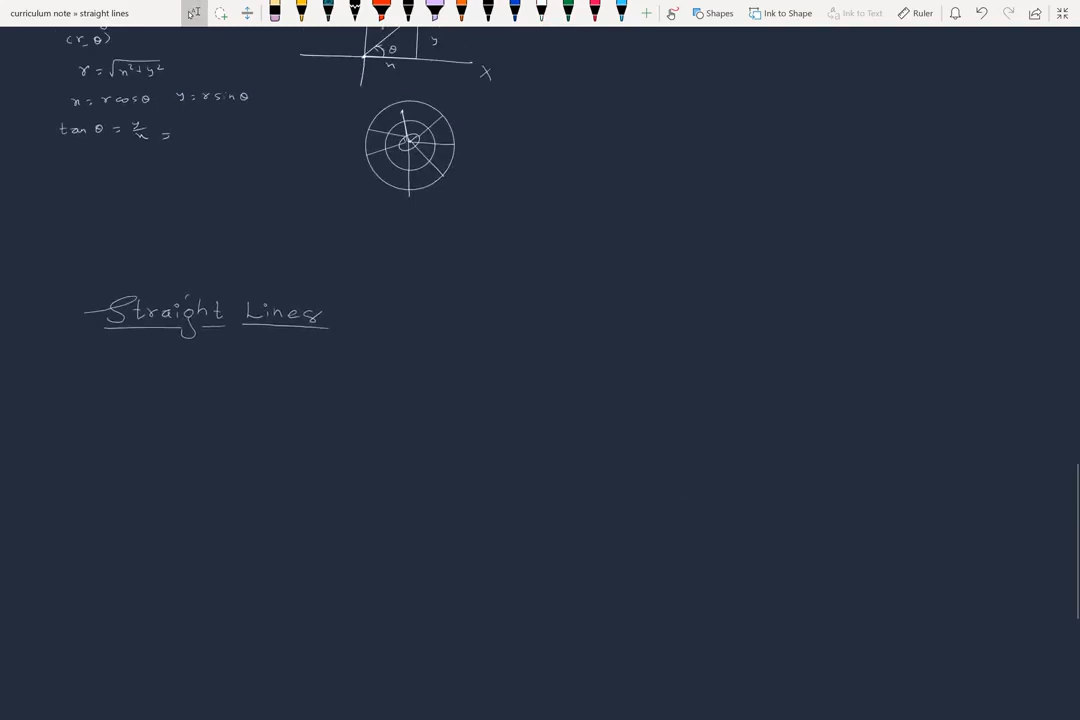 curriculum note » straight lines
Shapes Ink to Shape Ink to Text Ruler
(r, θ)
y
θ
x
X
r = √x² + y²
x = r cos θ y = r sin θ
tan θ = y/x =
Straight Lines